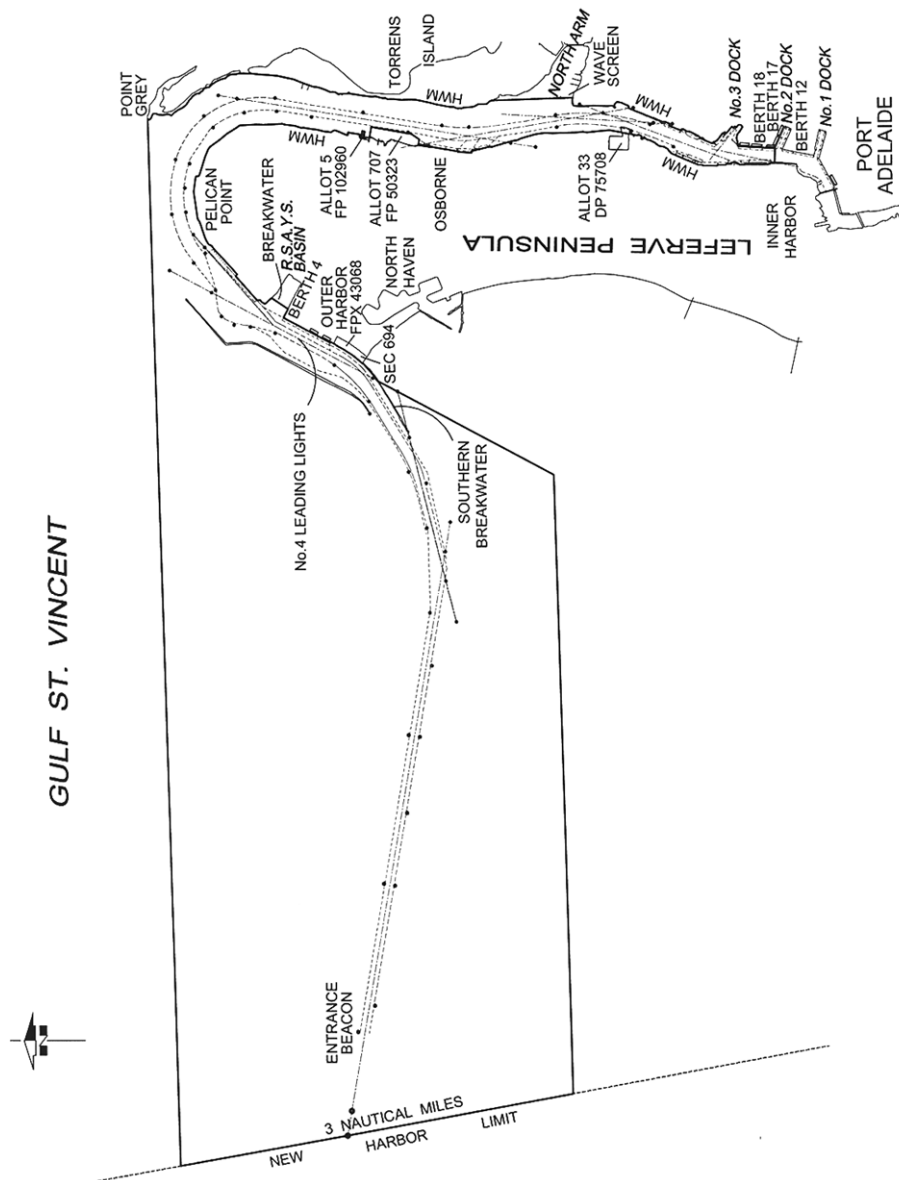 POINT
GREY
TORRENS
ISLAND
NORTH ARM
WAVE
SCREEN
HWM
HWM
HWM
HWM
No.3 DOCK
BERTH 18
BERTH 17
No.2 DOCK
BERTH 12
No.1 DOCK
PORT
ADELAIDE
INNER
HARBOR
ALLOT 5
FP 102960
ALLOT 707
FP 50323
OSBORNE
ALLOT 33
DP 75708
LEFERVE PENINSULA
PELICAN
POINT
BREAKWATER
R.S.A.Y.S.
BASIN
BERTH 4
OUTER
HARBOR
FPX 43068
SEC 694
NORTH
HAVEN
No.4 LEADING LIGHTS
SOUTHERN
BREAKWATER
GULF ST. VINCENT
ENTRANCE
BEACON
3 NAUTICAL MILES
NEW HARBOR LIMIT
N